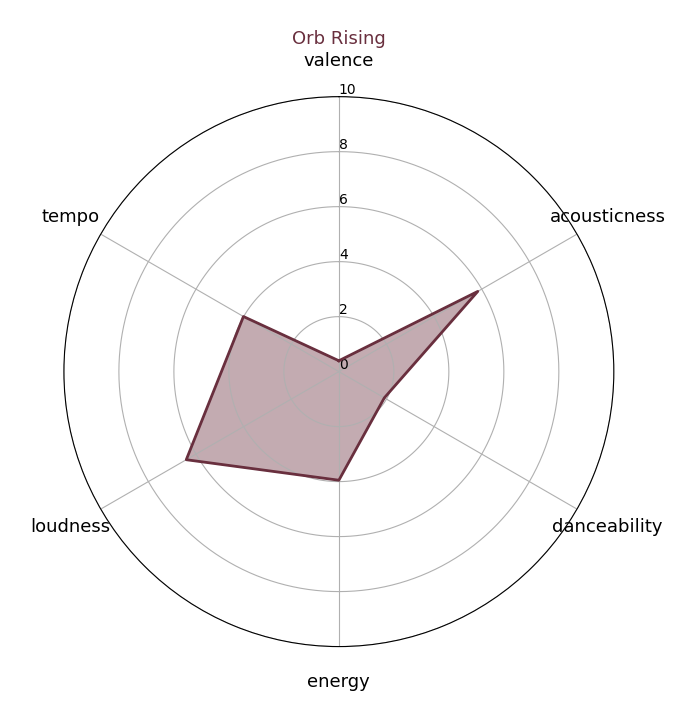 Orb Rising
valence
10
8
6
4
2
0
tempo
acousticness
loudness
danceability
energy